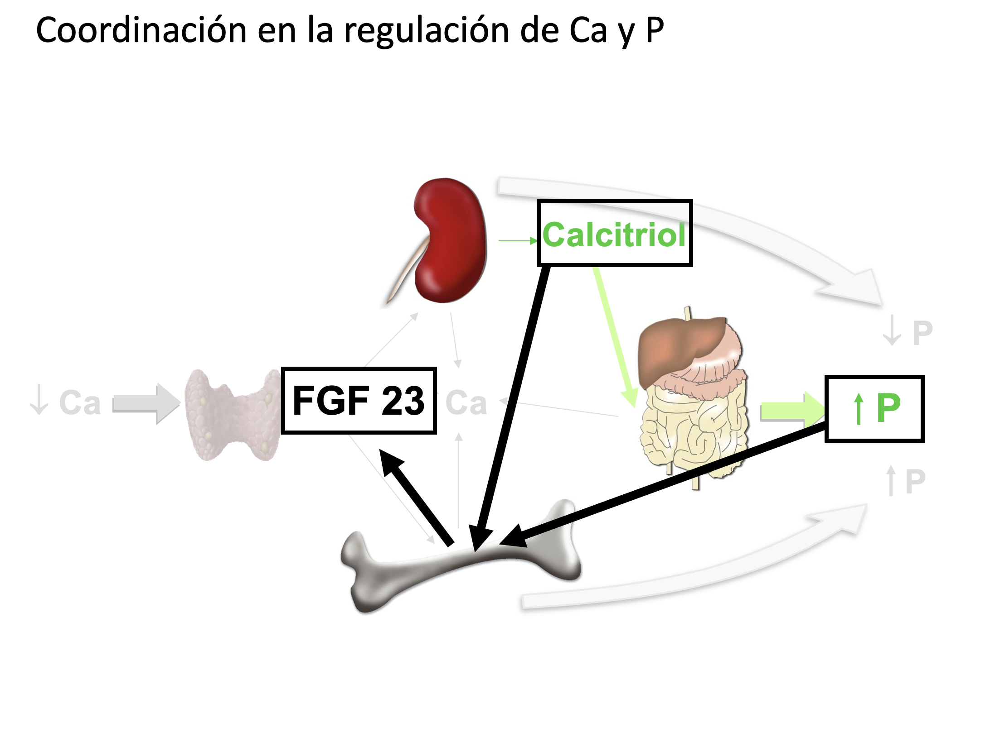 Coordinación en la regulación de Ca y P
Calcitriol
↓ P
↓ Ca
FGF 23
Ca
↑ P
↑ P